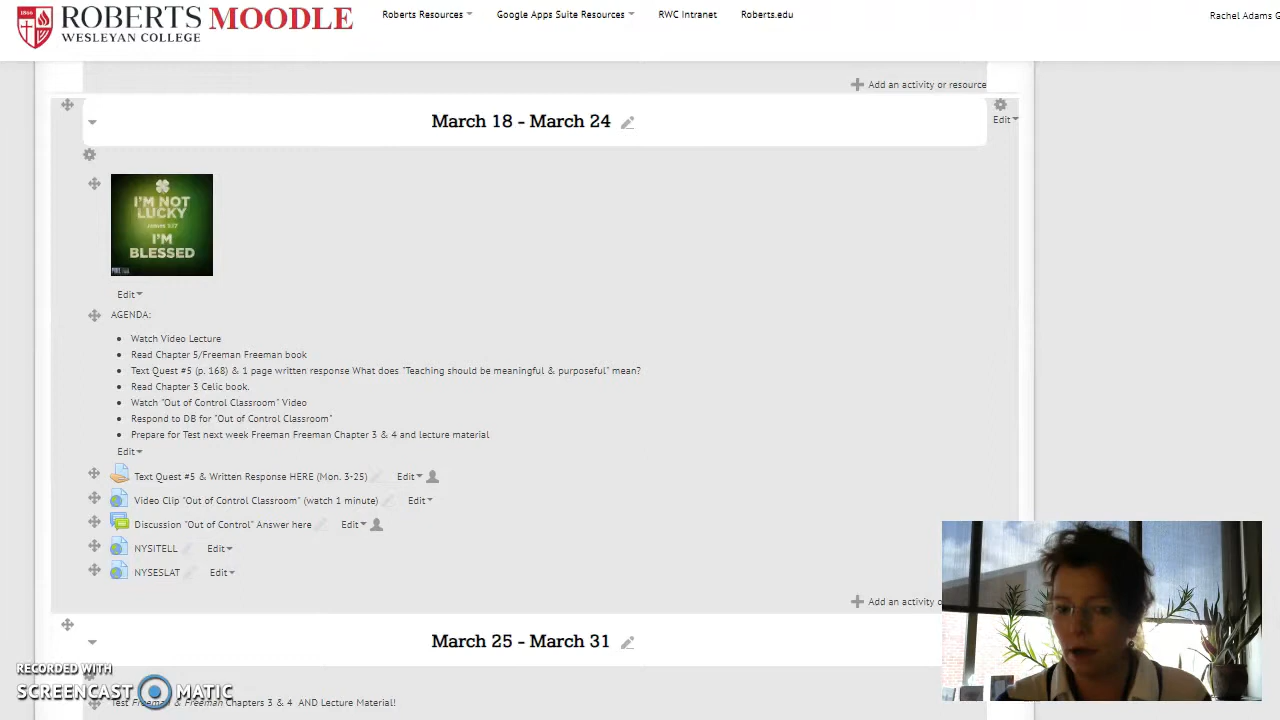 1866
ROBERTS MOODLE
WESLEYAN COLLEGE
Roberts Resources
Google Apps Suite Resources
RWC Intranet
Roberts.edu
Rachel Adams G
Add an activity or resource
March 18 - March 24
Edit
I'M NOT
LUCKY
I'M
BLESSED
Edit
AGENDA:
Watch Video Lecture
Read Chapter 5/Freeman Freeman book
Text Quest #5 (p. 168) & 1 page written response What does "Teaching should be meaningful & purposeful" mean?
Read Chapter 3 Celic book.
Watch "Out of Control Classroom" Video
Respond to DB for "Out of Control Classroom"
Prepare for Test next week Freeman Freeman Chapter 3 & 4 and lecture material
Edit
Text Quest #5 & Written Response HERE (Mon. 3-25) Edit
Video Clip "Out of Control Classroom" (watch 1 minute) Edit
Discussion "Out of Control" Answer here Edit
NYSITELL Edit
NYSESLAT Edit
Add an activity o
March 25 - March 31
RECORDED WITH
SCREENCAST MATIC
Test Freeman & Freeman Chapters 3 & 4 AND Lecture Material!